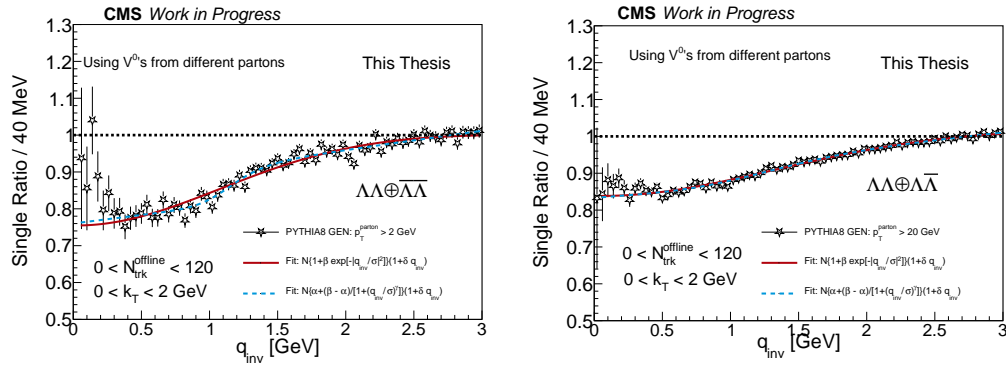 CMS Work in Progress
Using V⁰'s from different partons
This Thesis
Single Ratio / 40 MeV
1.3
1.2
1.1
1
0.9
0.8
0.7
0.6
0.5
ΛΛ⊕Λ̅Λ̅
PYTHIA8 GEN: p_T^parton > 2 GeV
Fit: N{1+β exp[-|q_inv/σ|²]}(1+δ q_inv)
Fit: N{α+(β - α)/[1+(q_inv/σ)^γ]}(1+δ q_inv)
0 < N_trk^offline < 120
0 < k_T < 2 GeV
0 0.5 1 1.5 2 2.5 3
q_inv [GeV]
CMS Work in Progress
Using V⁰'s from different partons
This Thesis
Single Ratio / 40 MeV
1.3
1.2
1.1
1
0.9
0.8
0.7
0.6
0.5
ΛΛ⊕ΛΛ̅
PYTHIA8 GEN: p_T^parton > 20 GeV
Fit: N{1+β exp[-|q_inv/σ|²]}(1+δ q_inv)
Fit: N{α+(β - α)/[1+(q_inv/σ)^γ]}(1+δ q_inv)
0 < N_trk^offline < 120
0 < k_T < 2 GeV
0 0.5 1 1.5 2 2.5 3
q_inv [GeV]